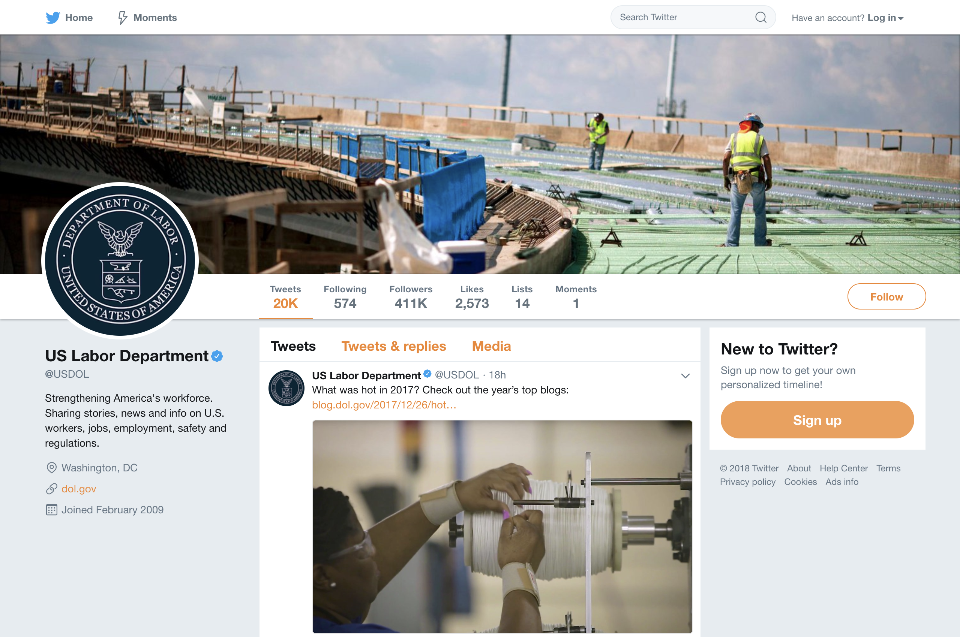 Home
Moments
Search Twitter
Have an account? Log in
DEPARTMENT OF LABOR
UNITED STATES OF AMERICA
Tweets
20K
Following
574
Followers
411K
Likes
2,573
Lists
14
Moments
1
Follow
US Labor Department
@USDOL
Strengthening America's workforce.
Sharing stories, news and info on U.S.
workers, jobs, employment, safety and
regulations.
Washington, DC
dol.gov
Joined February 2009
Tweets
Tweets & replies
Media
US Labor Department @USDOL · 18h
What was hot in 2017? Check out the year's top blogs:
blog.dol.gov/2017/12/26/hot…
New to Twitter?
Sign up now to get your own
personalized timeline!
Sign up
© 2018 Twitter About Help Center Terms
Privacy policy Cookies Ads info